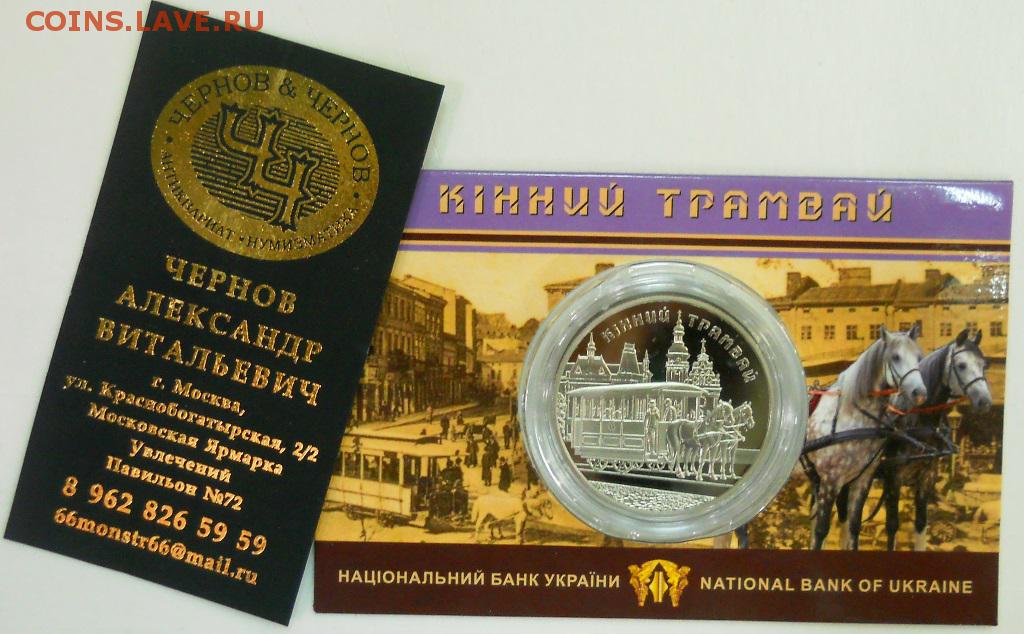 COINS.LAVE.RU
ЧЕРНОВ & ЧЕРНОВ
АНТИКВАРИАТ • НУМИЗМАТИКА
ЧЕРНОВ
АЛЕКСАНДР
ВИТАЛЬЕВИЧ
г. Москва,
ул. Краснобогатырская, 2/2
Московская Ярмарка
Увлечений
Павильон №72
8 962 826 59 59
66monstr66@mail.ru
КІННИЙ ТРАМВАЙ
КІННИЙ ТРАМВАЙ
НАЦІОНАЛЬНИЙ БАНК УКРАЇНИ
NATIONAL BANK OF UKRAINE